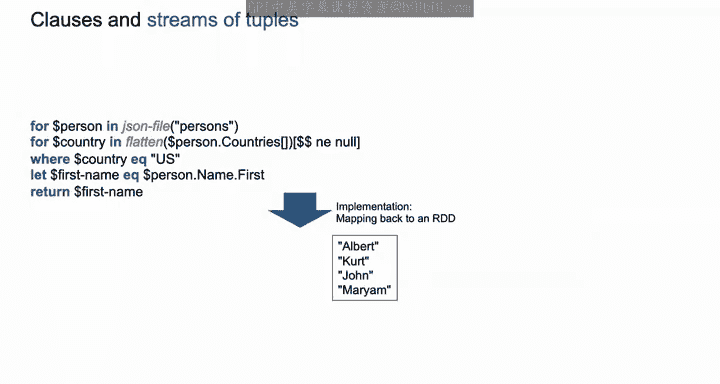 Clauses and streams of tuples
for $person in json-file("persons")
for $country in flatten($person.Countries[])[$$ ne null]
where $country eq "US"
let $first-name eq $person.Name.First
return $first-name
Implementation:
Mapping back to an RDD
"Albert"
"Kurt"
"John"
"Maryam"